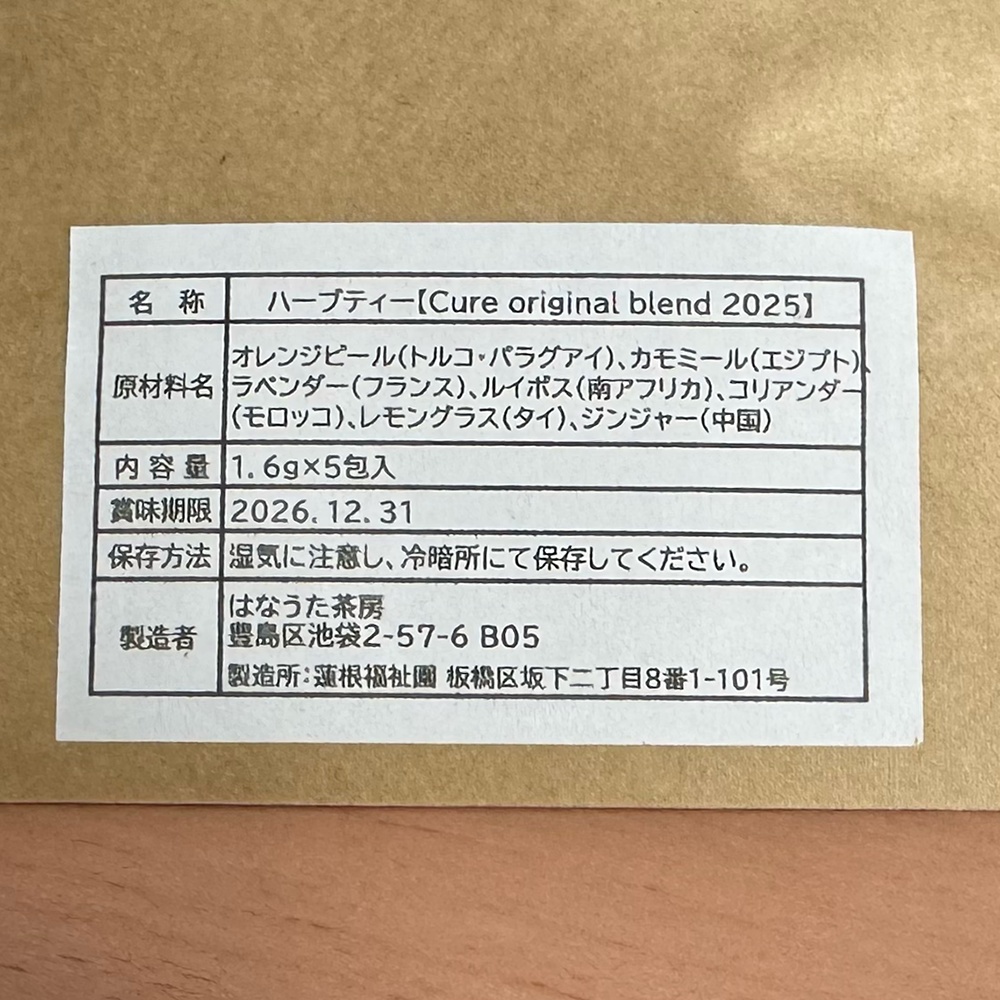 名 称 ハーブティー【Cure original blend 2025】
原材料名 オレンジピール(トルコ・パラグアイ)、カモミール(エジプト)、
ラベンダー(フランス)、ルイボス(南アフリカ)、コリアンダー
(モロッコ)、レモングラス(タイ)、ジンジャー(中国)
内 容 量 1.6g×5包入
賞味期限 2026.12.31
保存方法 湿気に注意し、冷暗所にて保存してください。
製造者 はなうた茶房
豊島区池袋2-57-6 B05
製造所:蓮根福祉園 板橋区坂下二丁目8番1-101号